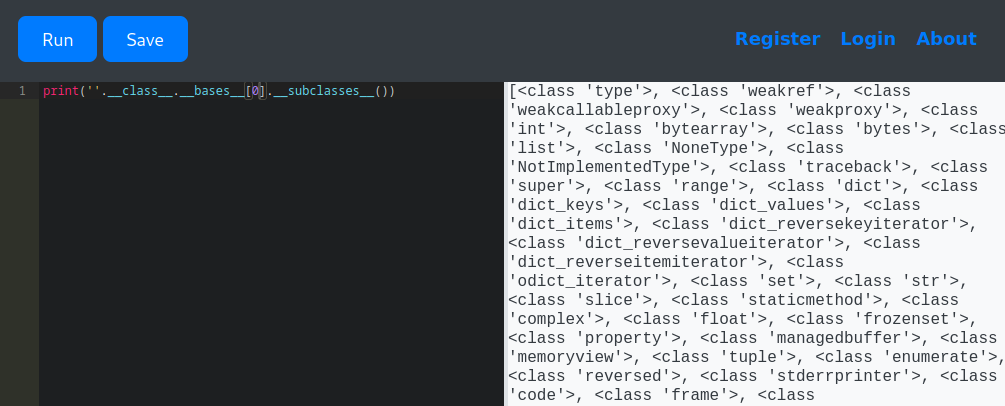 Run Save Register Login About
1 print(''.__class__.__bases__[0].__subclasses__())
[<class 'type'>, <class 'weakref'>, <class
'weakcallableproxy'>, <class 'weakproxy'>, <class
'int'>, <class 'bytearray'>, <class 'bytes'>, <class
'list'>, <class 'NoneType'>, <class
'NotImplementedType'>, <class 'traceback'>, <class
'super'>, <class 'range'>, <class 'dict'>, <class
'dict_keys'>, <class 'dict_values'>, <class
'dict_items'>, <class 'dict_reversekeyiterator'>,
<class 'dict_reversevalueiterator'>, <class
'dict_reverseitemiterator'>, <class
'odict_iterator'>, <class 'set'>, <class 'str'>,
<class 'slice'>, <class 'staticmethod'>, <class
'complex'>, <class 'float'>, <class 'frozenset'>,
<class 'property'>, <class 'managedbuffer'>, <class
'memoryview'>, <class 'tuple'>, <class 'enumerate'>,
<class 'reversed'>, <class 'stderrprinter'>, <class
'code'>, <class 'frame'>, <class